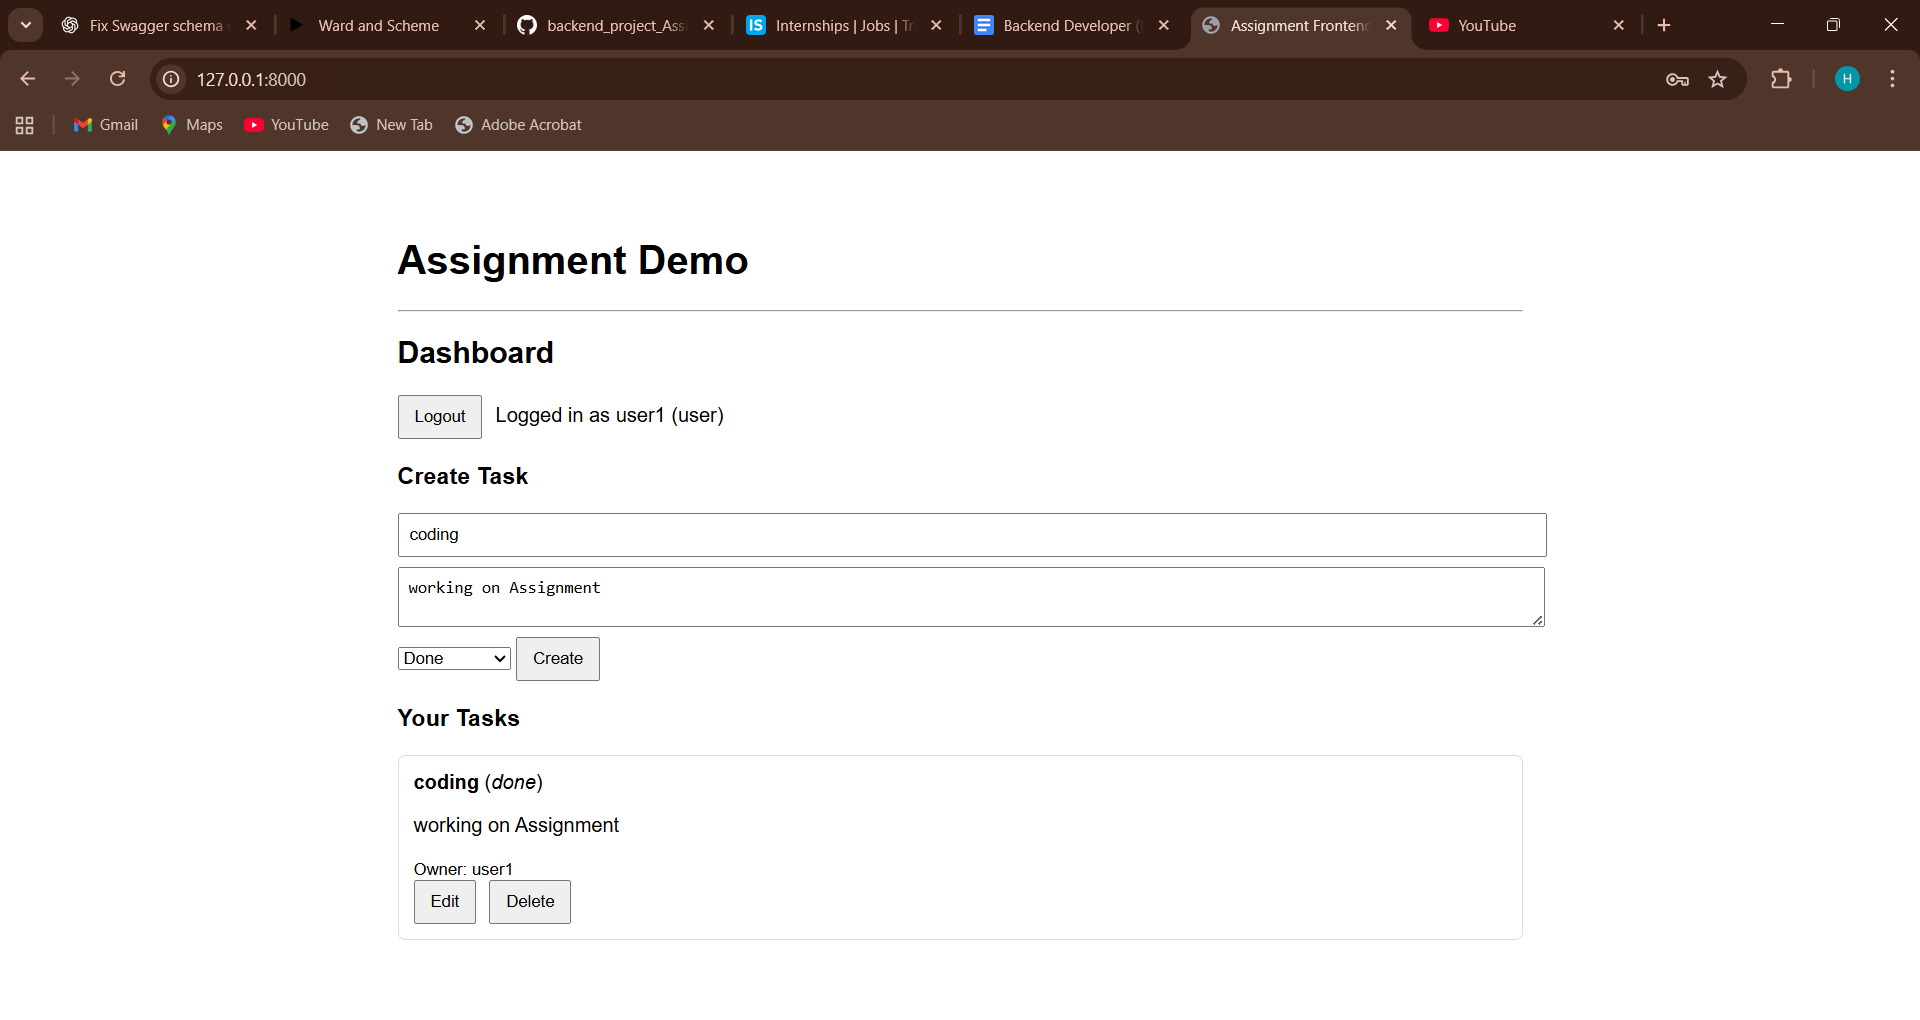 Fix Swagger schema
Ward and Scheme
backend_project_Ass
Internships | Jobs | Tr
Backend Developer (
Assignment Frontend
YouTube
127.0.0.1:8000
H
Gmail
Maps
YouTube
New Tab
Adobe Acrobat
Assignment Demo
Dashboard
Logout Logged in as user1 (user)
Create Task
coding
working on Assignment
Done Create
Your Tasks
coding (done)
working on Assignment
Owner: user1
Edit Delete